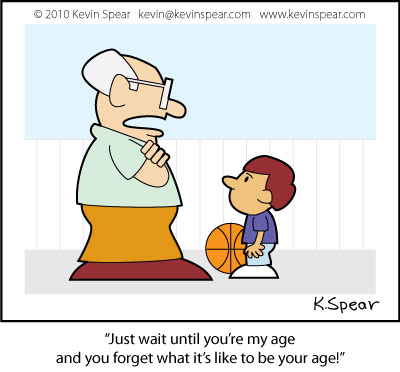 © 2010 Kevin Spear kevin@kevinspear.com www.kevinspear.com
K.Spear
“Just wait until you’re my age
and you forget what it’s like to be your age!”